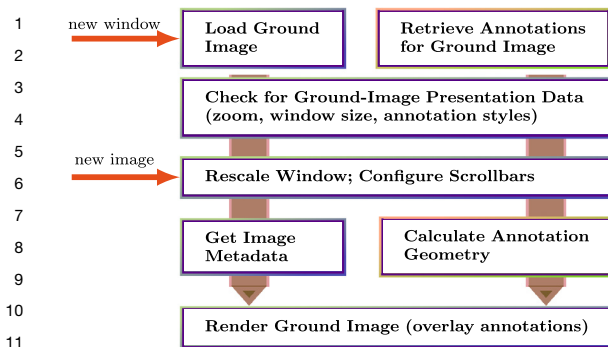 1
new window
Load Ground
Image
Retrieve Annotations
for Ground Image
2
3
Check for Ground-Image Presentation Data
(zoom, window size, annotation styles)
4
5
new image
6
Rescale Window; Configure Scrollbars
7
Get Image
Metadata
Calculate Annotation
Geometry
8
9
10
Render Ground Image (overlay annotations)
11